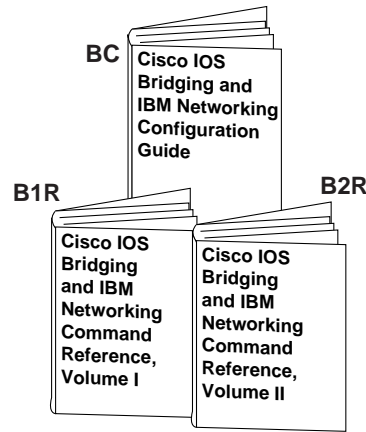 BC
Cisco IOS
Bridging and
IBM Networking
Configuration
Guide
B1R
Cisco IOS
Bridging
and IBM
Networking
Command
Reference,
Volume I
B2R
Cisco IOS
Bridging
and IBM
Networking
Command
Reference,
Volume II